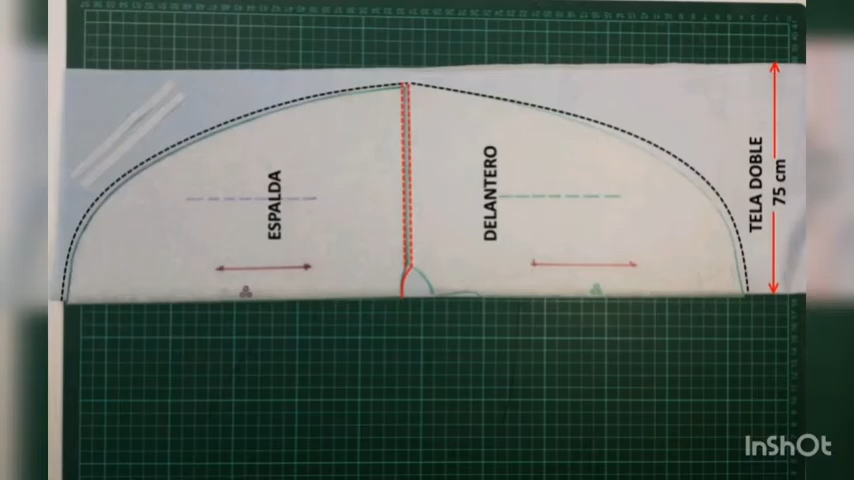 ESPALDA
DELANTERO
TELA DOBLE
75 cm
InShOt